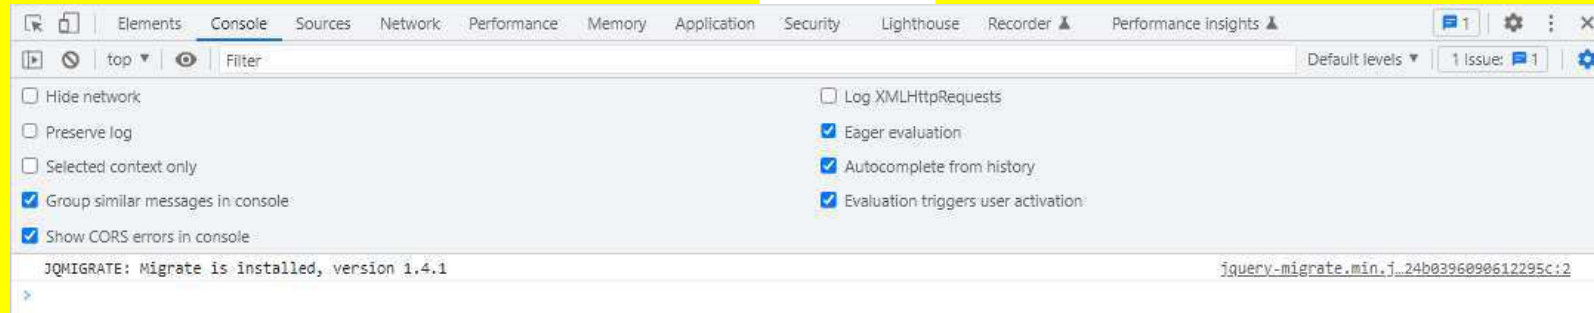 Elements Console Sources Network Performance Memory Application Security Lighthouse Recorder Performance insights 1
top Filter Default levels 1 Issue: 1
Hide network Log XMLHttpRequests
Preserve log Eager evaluation
Selected context only Autocomplete from history
Group similar messages in console Evaluation triggers user activation
Show CORS errors in console
JQMIGRATE: Migrate is installed, version 1.4.1 jquery-migrate.min.j…24b0396090612295c:2
>